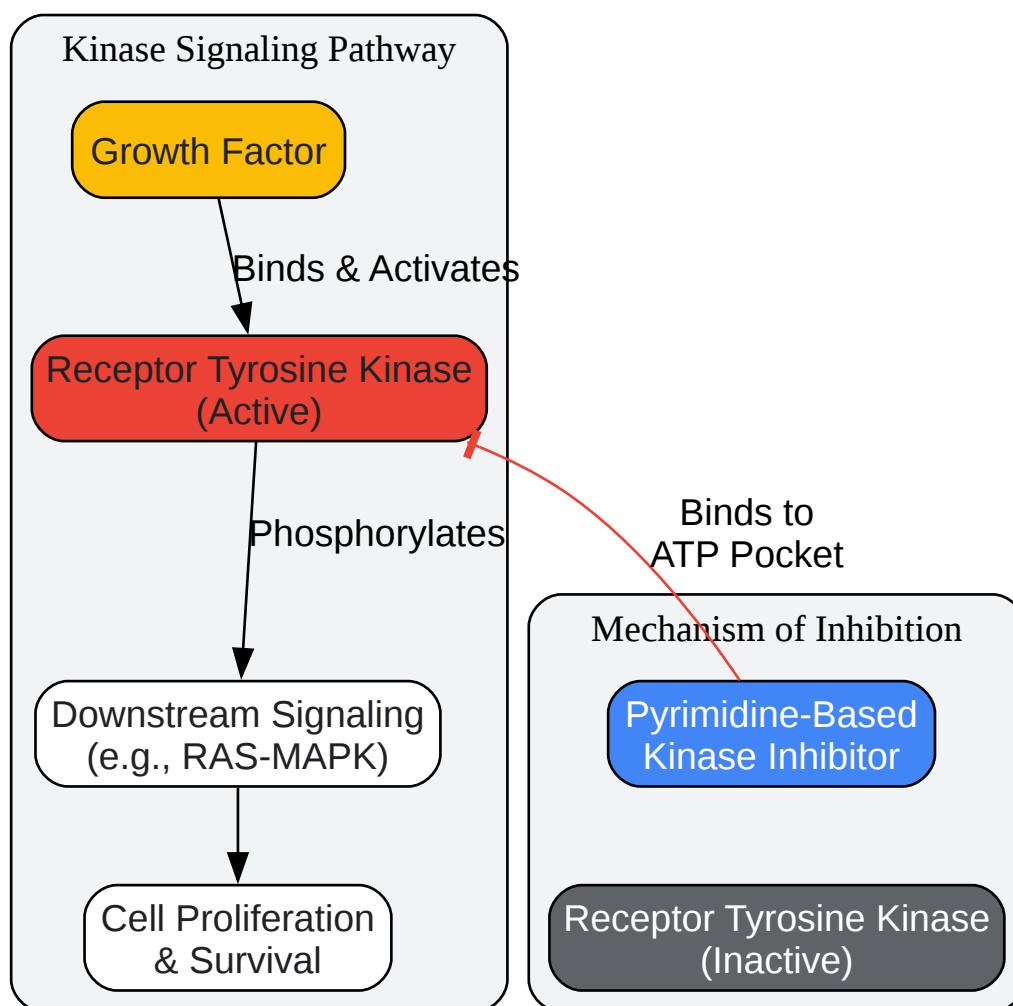 Kinase Signaling Pathway
Growth Factor
Binds & Activates
Receptor Tyrosine Kinase
(Active)
Phosphorylates
Binds to
ATP Pocket
Mechanism of Inhibition
Downstream Signaling
(e.g., RAS-MAPK)
Pyrimidine-Based
Kinase Inhibitor
Cell Proliferation
& Survival
Receptor Tyrosine Kinase
(Inactive)